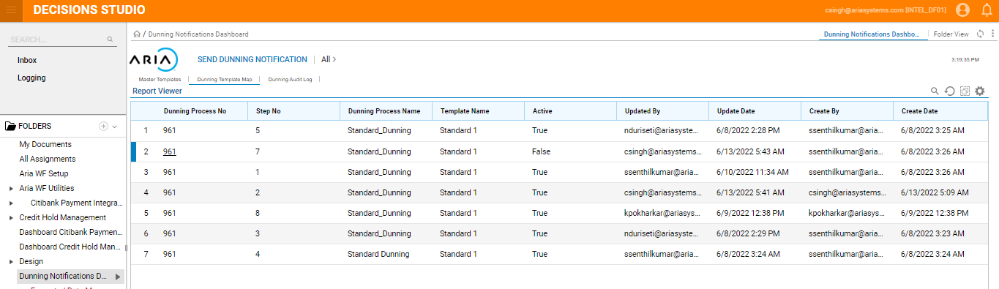 DECISIONS STUDIO
csingh@ariasystems.com [INTEL_DF01]
SEARCH...
Inbox
Logging
FOLDERS
My Documents
All Assignments
Aria WF Setup
Aria WF Utilities
Citibank Payment Integra...
Credit Hold Management
Dashboard Citibank Paymen...
Dashboard Credit Hold Man...
Design
Dunning Notifications D...
/ Dunning Notifications Dashboard
Dunning Notifications Dashbo... | Folder View
ARIA SEND DUNNING NOTIFICATION | All > 3:19:35 PM
Master Templates | Dunning Template Map | Dunning Audit Log |
Report Viewer
Dunning Process No Step No Dunning Process Name Template Name Active Updated By Update Date Create By Create Date
1 961 5 Standard_Dunning Standard 1 True nduriseti@ariasyste... 6/8/2022 2:28 PM ssenthilkumar@aria... 6/8/2022 3:25 AM
2 961 7 Standard_Dunning Standard 1 False csingh@ariasystems... 6/13/2022 5:43 AM ssenthilkumar@aria... 6/8/2022 3:26 AM
3 961 1 Standard_Dunning Standard 1 True ssenthilkumar@aria... 6/10/2022 11:34 AM ssenthilkumar@aria... 6/8/2022 3:26 AM
4 961 2 Standard_Dunning Standard 1 True csingh@ariasystems... 6/13/2022 5:41 AM csingh@ariasystems... 6/13/2022 5:09 AM
5 961 8 Standard_Dunning Standard 1 True kpokharkar@ariasys... 6/9/2022 12:38 PM kpokharkar@ariasys... 6/9/2022 12:38 PM
6 961 3 Standard_Dunning Standard 1 True nduriseti@ariasyste... 6/8/2022 2:29 PM ssenthilkumar@aria... 6/8/2022 3:23 AM
7 961 4 Standard Dunning Standard 1 True ssenthilkumar@aria... 6/8/2022 3:24 AM ssenthilkumar@aria... 6/8/2022 3:24 AM